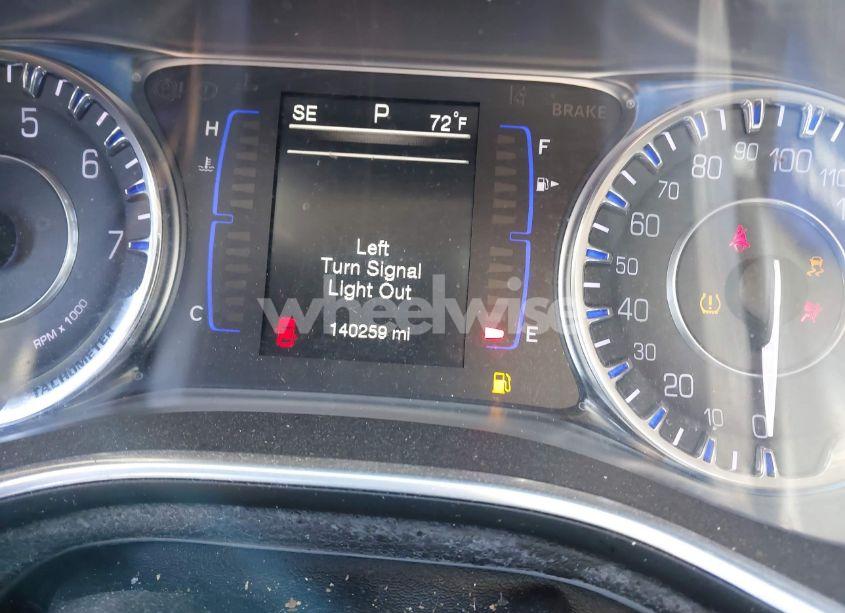 5
6
7
RPM x 1000
TACHOMETER
H
C
SE P 72°F
Left
Turn Signal
Light Out
140259 mi
F
E
BRAKE
0
10
20
30
40
50
60
70
80
90
100
110
wheelwise